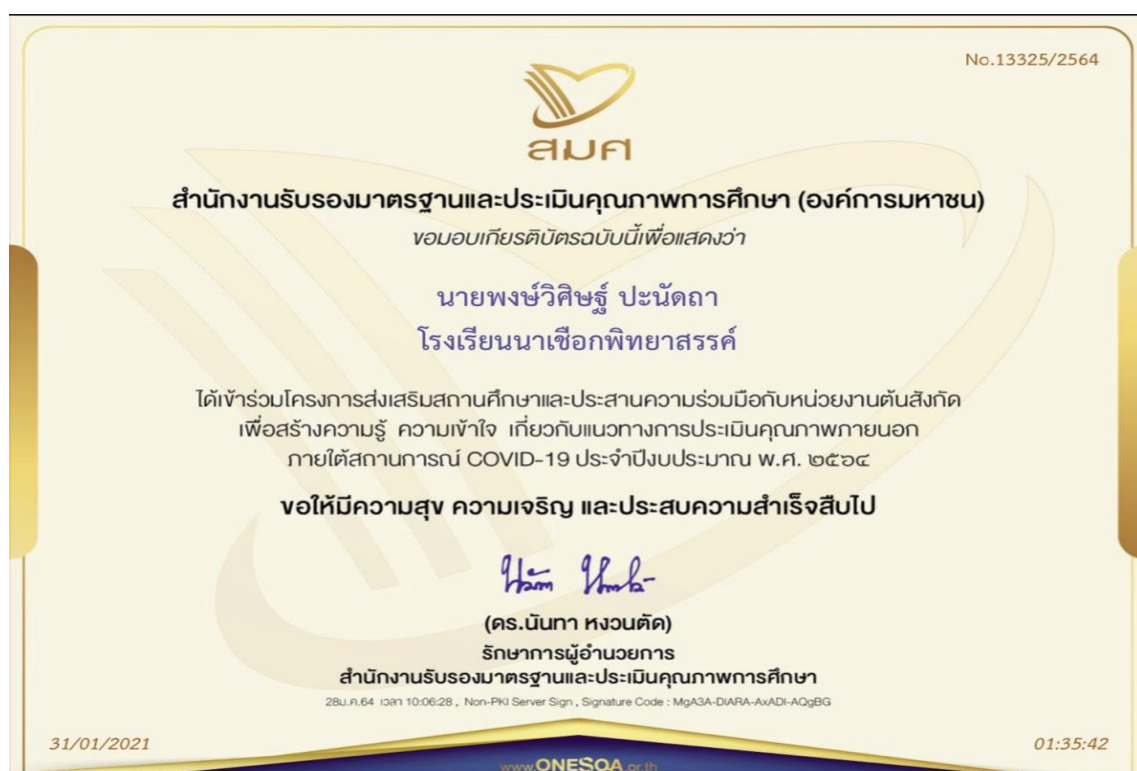 No.13325/2564
สมศ
สำนักงานรับรองมาตรฐานและประเมินคุณภาพการศึกษา (องค์การมหาชน)
ขอมอบเกียรติบัตรฉบับนี้เพื่อแสดงว่า
นายพงษ์วิศิษฐ์ ปะนัดถา
โรงเรียนนาเชือกพิทยาสรรค์
ได้เข้าร่วมโครงการส่งเสริมสถานศึกษาและประสานความร่วมมือกับหน่วยงานต้นสังกัด
เพื่อสร้างความรู้ ความเข้าใจ เกี่ยวกับแนวทางการประเมินคุณภาพภายนอก
ภายใต้สถานการณ์ COVID-19 ประจำปีงบประมาณ พ.ศ. ๒๕๖๔
ขอให้มีความสุข ความเจริญ และประสบความสำเร็จสืบไป
(ดร.นันทา หงวนตัด)
รักษาการผู้อำนวยการ
สำนักงานรับรองมาตรฐานและประเมินคุณภาพการศึกษา
28ม.ค.64 เวลา 10:06:28 , Non-PKI Server Sign , Signature Code : MgA3A-DIARA-AxADI-AQgBG
31/01/2021
01:35:42
www.ONESQA.or.th